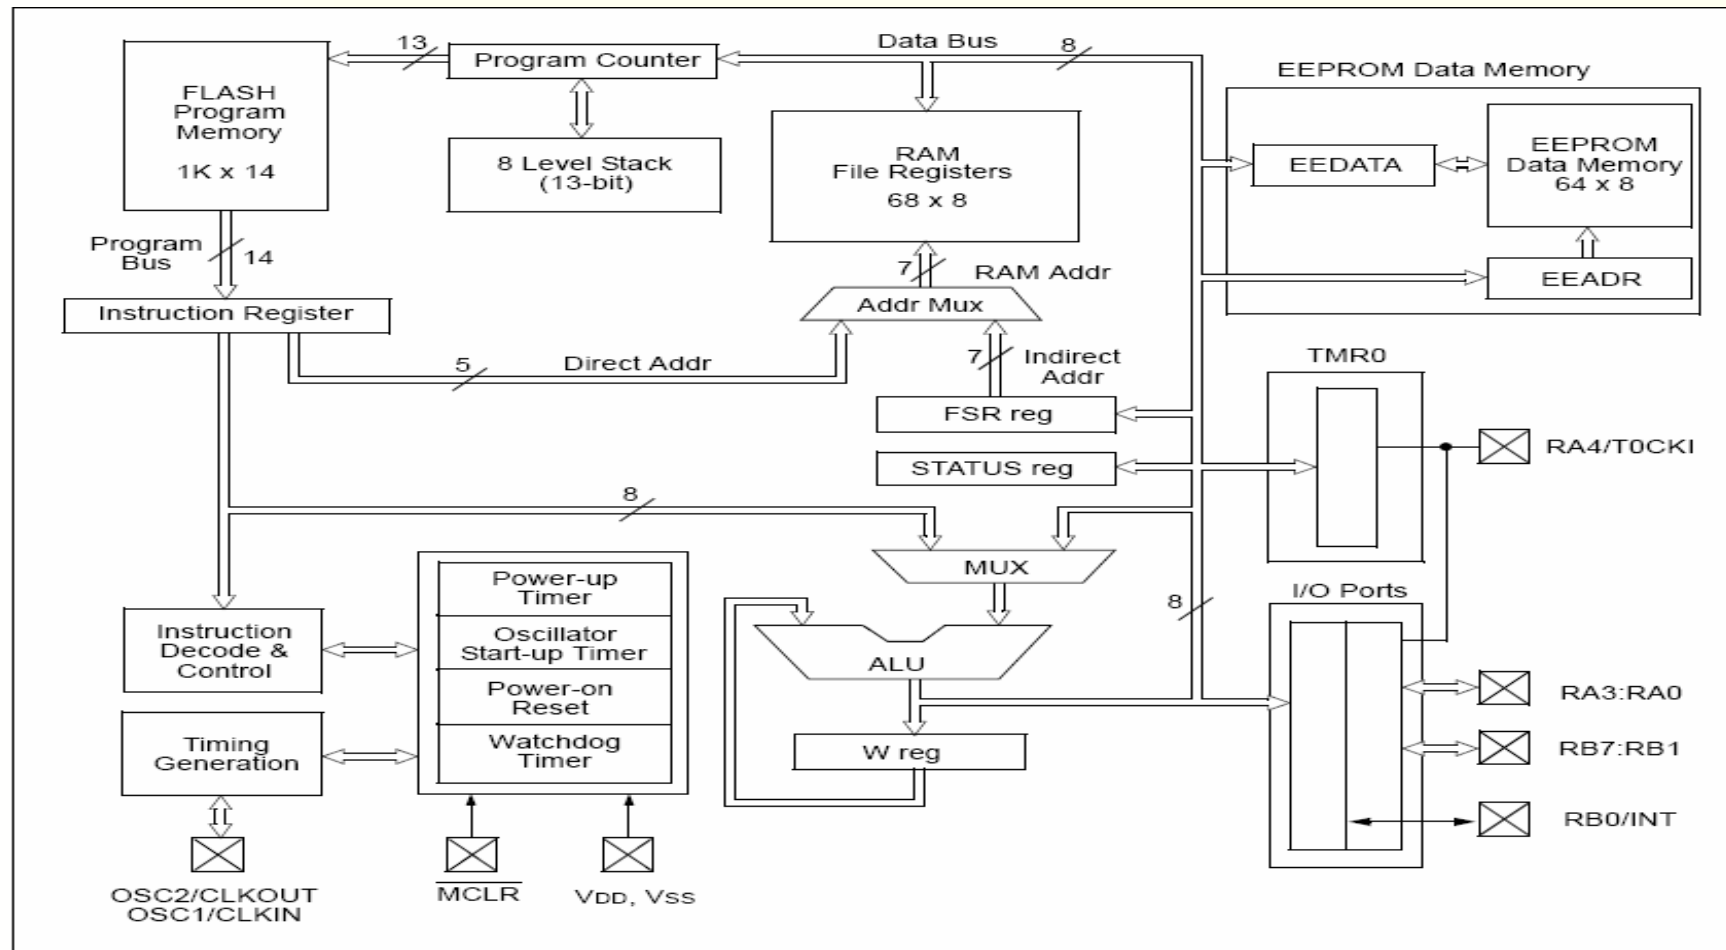 13
Program Counter
Data Bus
8
EEPROM Data Memory
FLASH
Program
Memory
1K x 14
8 Level Stack
(13-bit)
RAM
File Registers
68 x 8
EEDATA
EEPROM
Data Memory
64 x 8
Program
Bus
14
7
RAM Addr
EEADR
Instruction Register
Addr Mux
5
Direct Addr
7
Indirect
Addr
TMR0
FSR reg
STATUS reg
RA4/T0CKI
8
MUX
I/O Ports
8
Power-up
Timer
Instruction
Decode &
Control
Oscillator
Start-up Timer
ALU
Power-on
Reset
RA3:RA0
Timing
Generation
Watchdog
Timer
W reg
RB7:RB1
RB0/INT
OSC2/CLKOUT
OSC1/CLKIN
MCLR
VDD, VSS